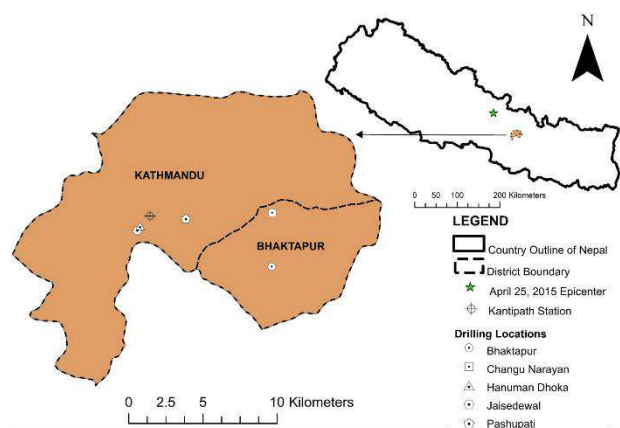 N
KATHMANDU
BHAKTAPUR
0 50 100 200 Kilometers
LEGEND
Country Outline of Nepal
District Boundary
April 25, 2015 Epicenter
Kantipath Station
Drilling Locations
Bhaktapur
Changu Narayan
Hanuman Dhoka
Jaisedewal
Pashupati
0 2.5 5 10 Kilometers